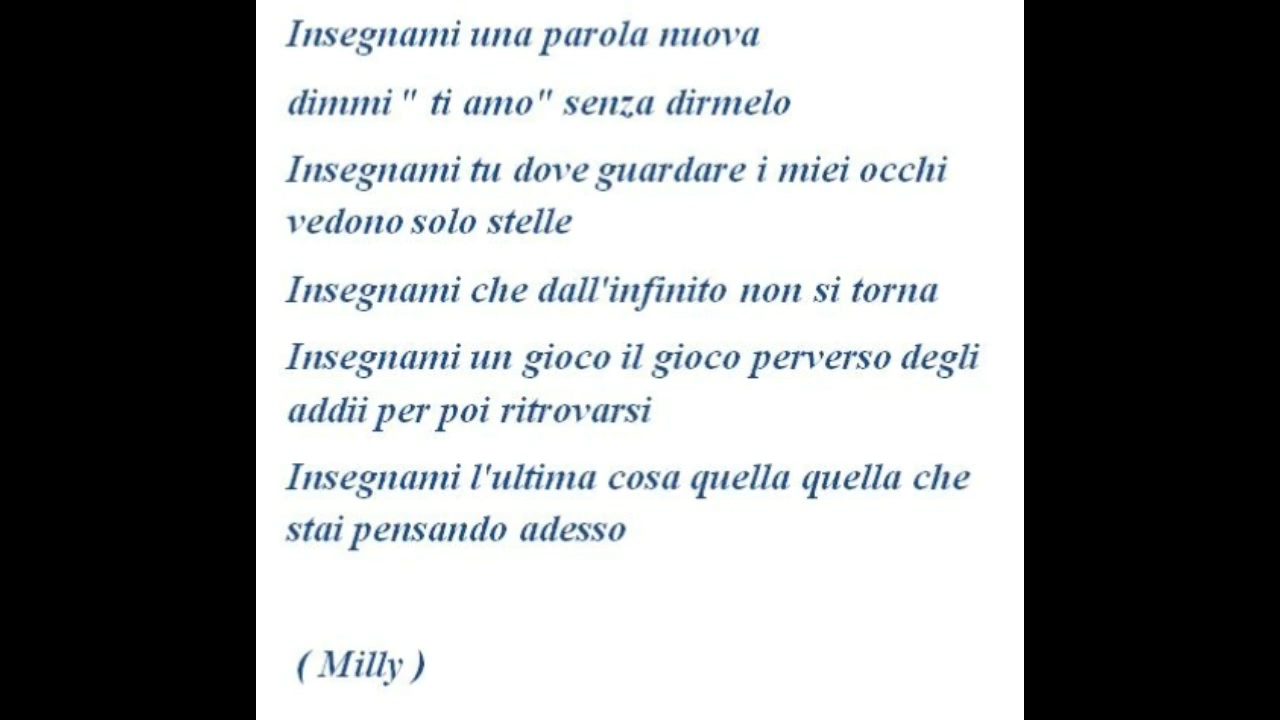 Insegnami una parola nuova
dimmi " ti amo" senza dirmelo
Insegnami tu dove guardare i miei occhi
vedono solo stelle
Insegnami che dall'infinito non si torna
Insegnami un gioco il gioco perverso degli
addii per poi ritrovarsi
Insegnami l'ultima cosa quella quella che
stai pensando adesso
( Milly )